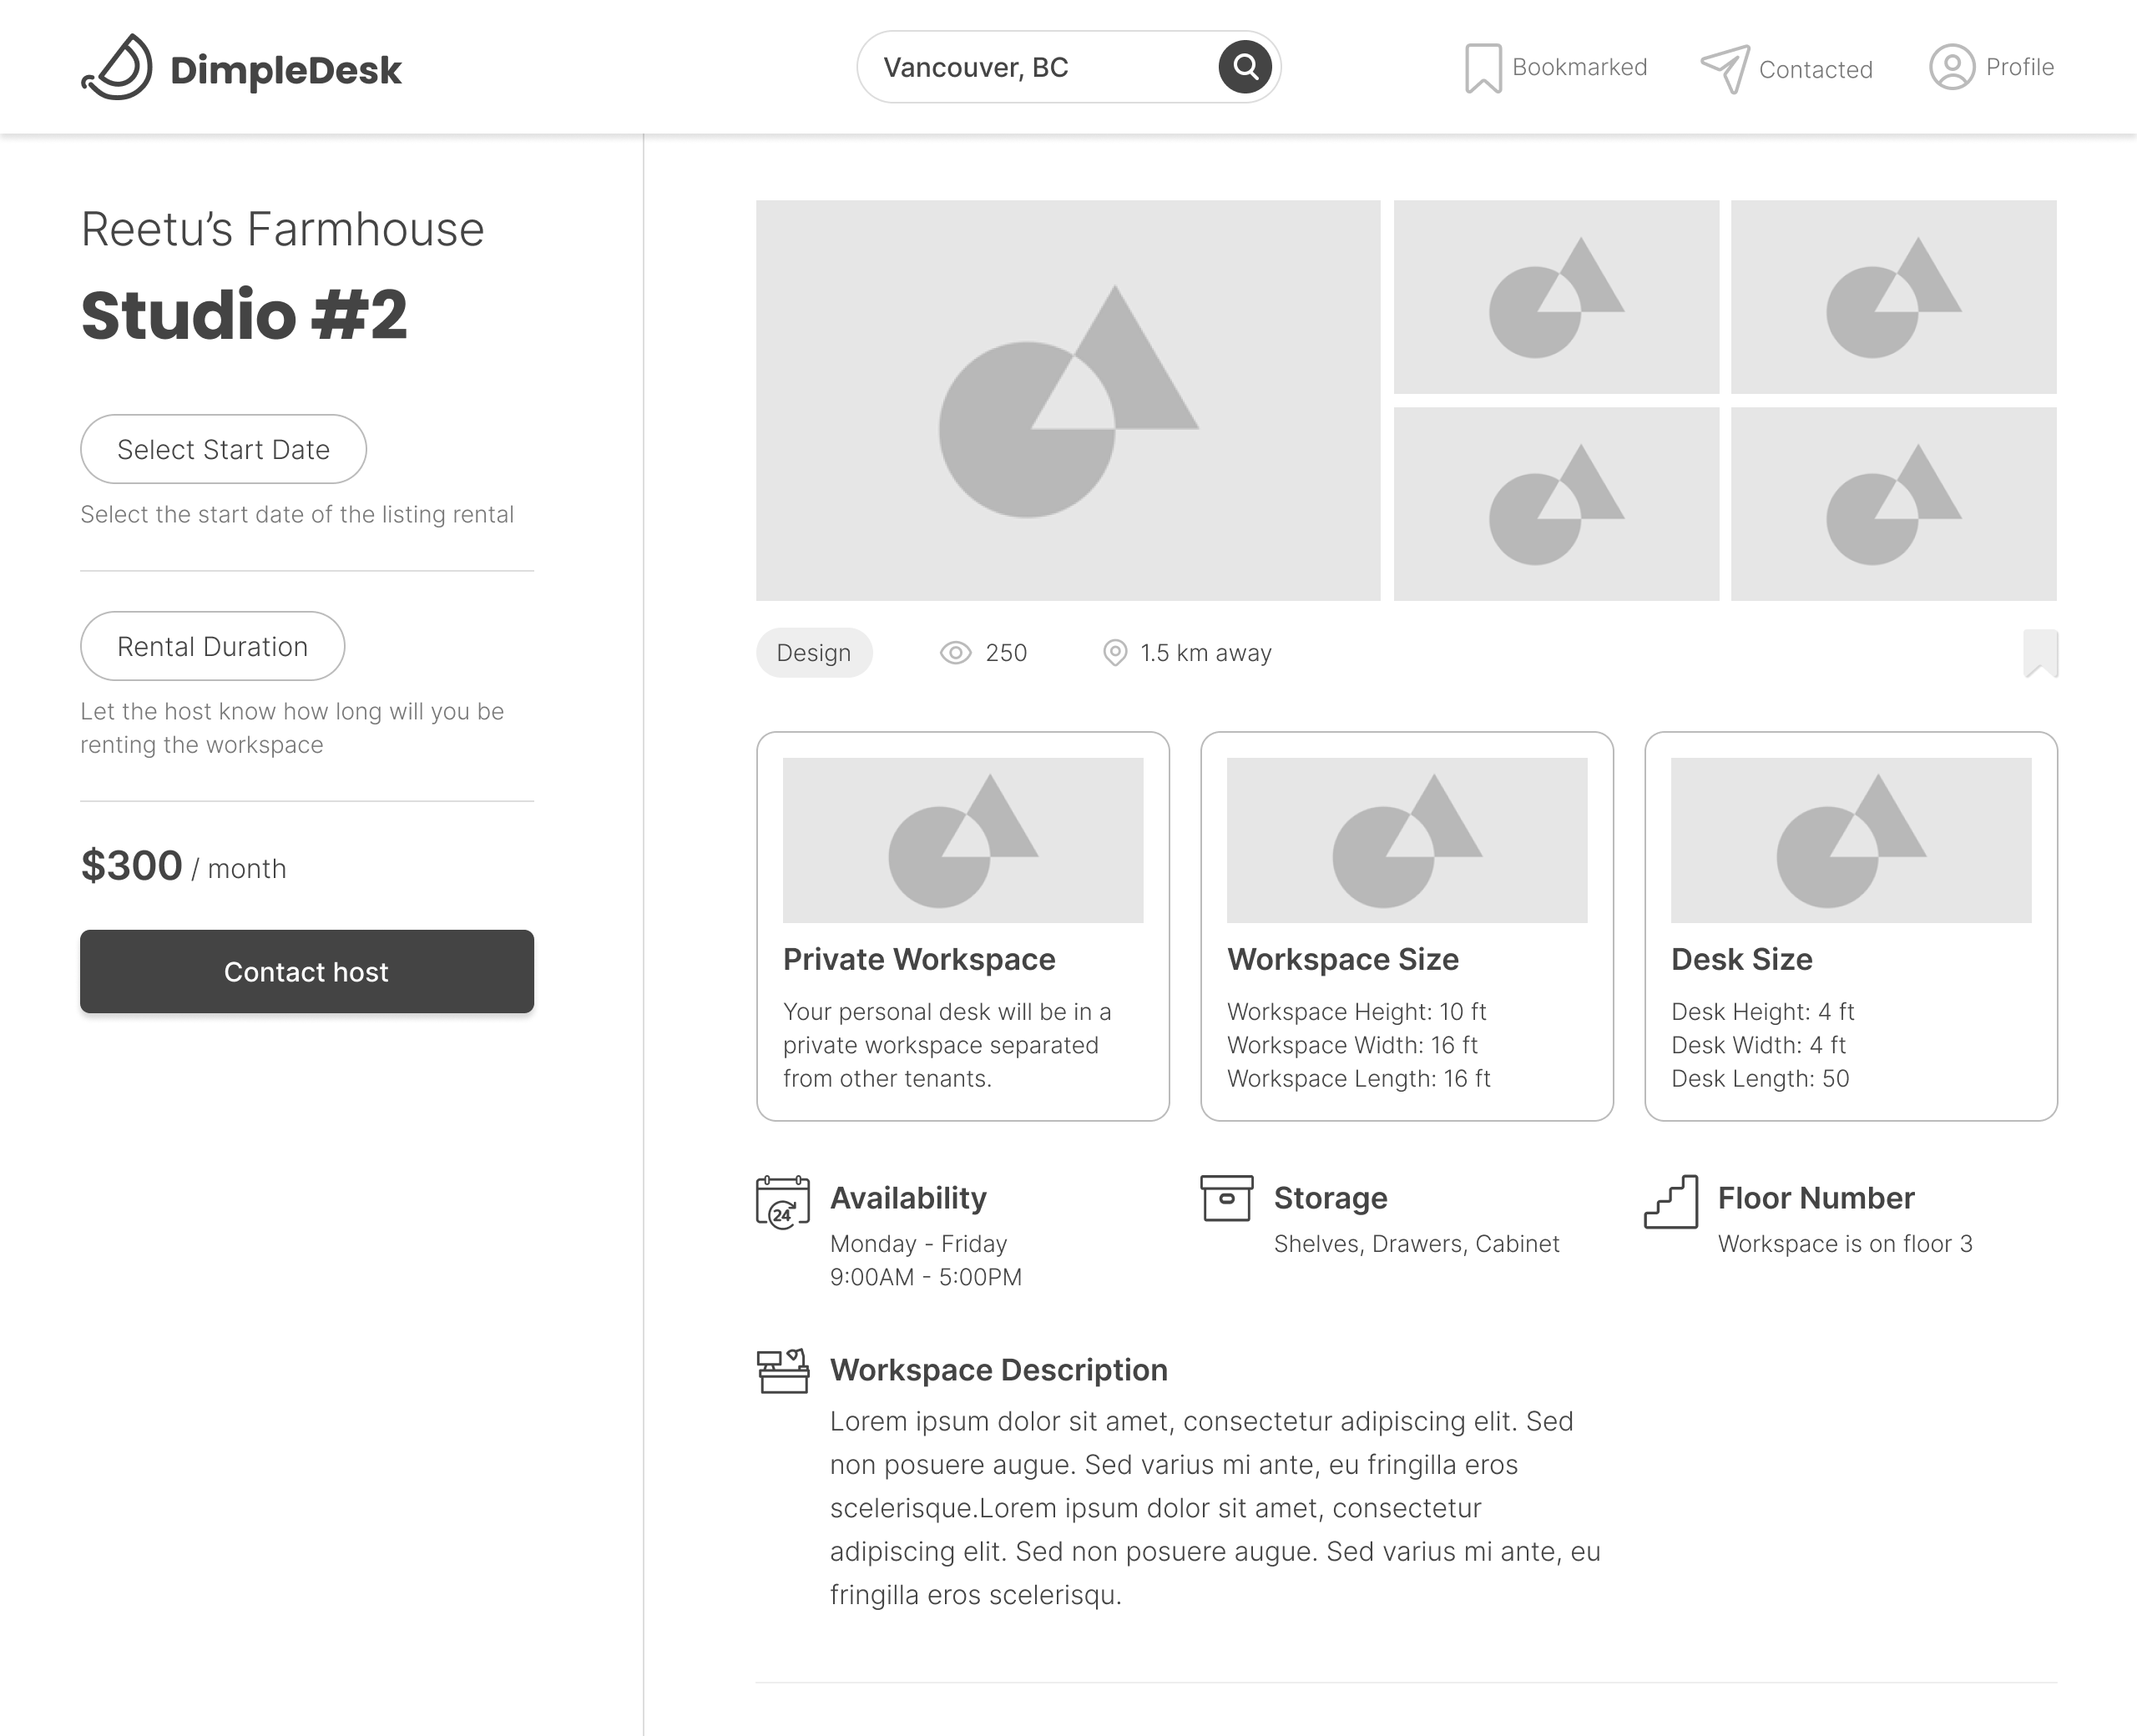 DimpleDesk
Vancouver, BC
Bookmarked
Contacted
Profile
Reetu’s Farmhouse
Studio #2
Select Start Date
Select the start date of the listing rental
Rental Duration
Let the host know how long will you be
renting the workspace
$300 / month
Contact host
Design
250
1.5 km away
Private Workspace
Your personal desk will be in a
private workspace separated
from other tenants.
Workspace Size
Workspace Height: 10 ft
Workspace Width: 16 ft
Workspace Length: 16 ft
Desk Size
Desk Height: 4 ft
Desk Width: 4 ft
Desk Length: 50
24
Availability
Monday - Friday
9:00AM - 5:00PM
Storage
Shelves, Drawers, Cabinet
Floor Number
Workspace is on floor 3
Workspace Description
Lorem ipsum dolor sit amet, consectetur adipiscing elit. Sed
non posuere augue. Sed varius mi ante, eu fringilla eros
scelerisque.Lorem ipsum dolor sit amet, consectetur
adipiscing elit. Sed non posuere augue. Sed varius mi ante, eu
fringilla eros scelerisqu.